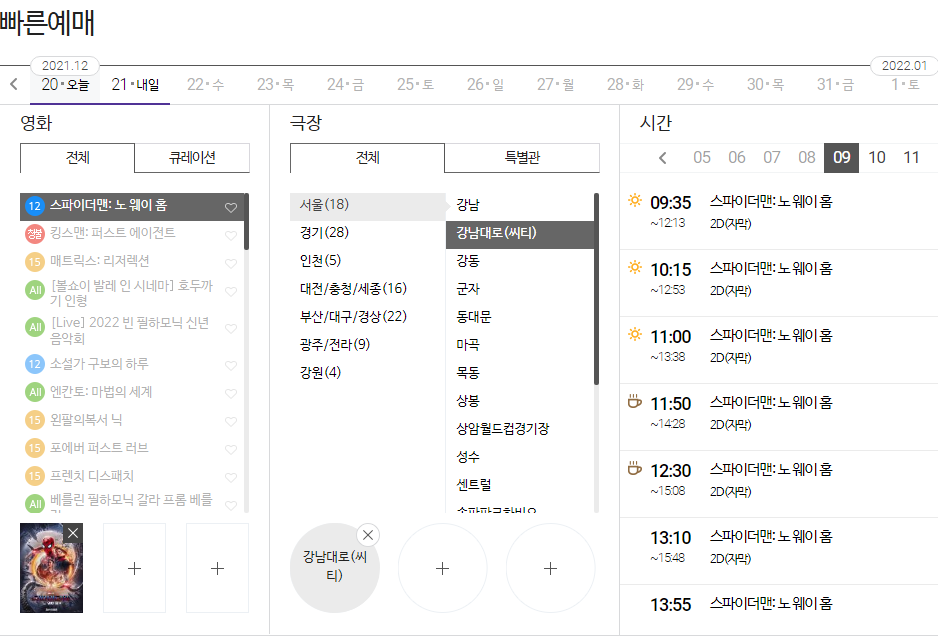 빠른예매
2021.12
2022.01
20·오늘 21·내일 22·수 23·목 24·금 25·토 26·일 27·월 28·화 29·수 30·목 31·금 1·토
영화
전체 큐레이션
12 스파이더맨: 노 웨이 홈
청불 킹스맨: 퍼스트 에이전트
15 매트릭스: 리저렉션
All [볼쇼이 발레 인 시네마] 호두까
기 인형
All [Live] 2022 빈 필하모닉 신년
음악회
12 소설가 구보의 하루
All 엔칸토: 마법의 세계
15 왼팔의복서 닉
15 포에버 퍼스트 러브
15 프렌치 디스패치
All 베를린 필하모닉 갈라 프롬 베를
극장
전체 특별관
서울(18)
경기(28)
인천(5)
대전/충청/세종(16)
부산/대구/경상(22)
광주/전라(9)
강원(4)
강남
강남대로(씨티)
강동
군자
동대문
마곡
목동
상봉
상암월드컵경기장
성수
센트럴
송파파크하비오
강남대로(씨
티)
시간
05 06 07 08 09 10 11
09:35 스파이더맨: 노 웨이 홈
~12:13 2D(자막)
10:15 스파이더맨: 노 웨이 홈
~12:53 2D(자막)
11:00 스파이더맨: 노 웨이 홈
~13:38 2D(자막)
11:50 스파이더맨: 노 웨이 홈
~14:28 2D(자막)
12:30 스파이더맨: 노 웨이 홈
~15:08 2D(자막)
13:10 스파이더맨: 노 웨이 홈
~15:48 2D(자막)
13:55 스파이더맨: 노 웨이 홈